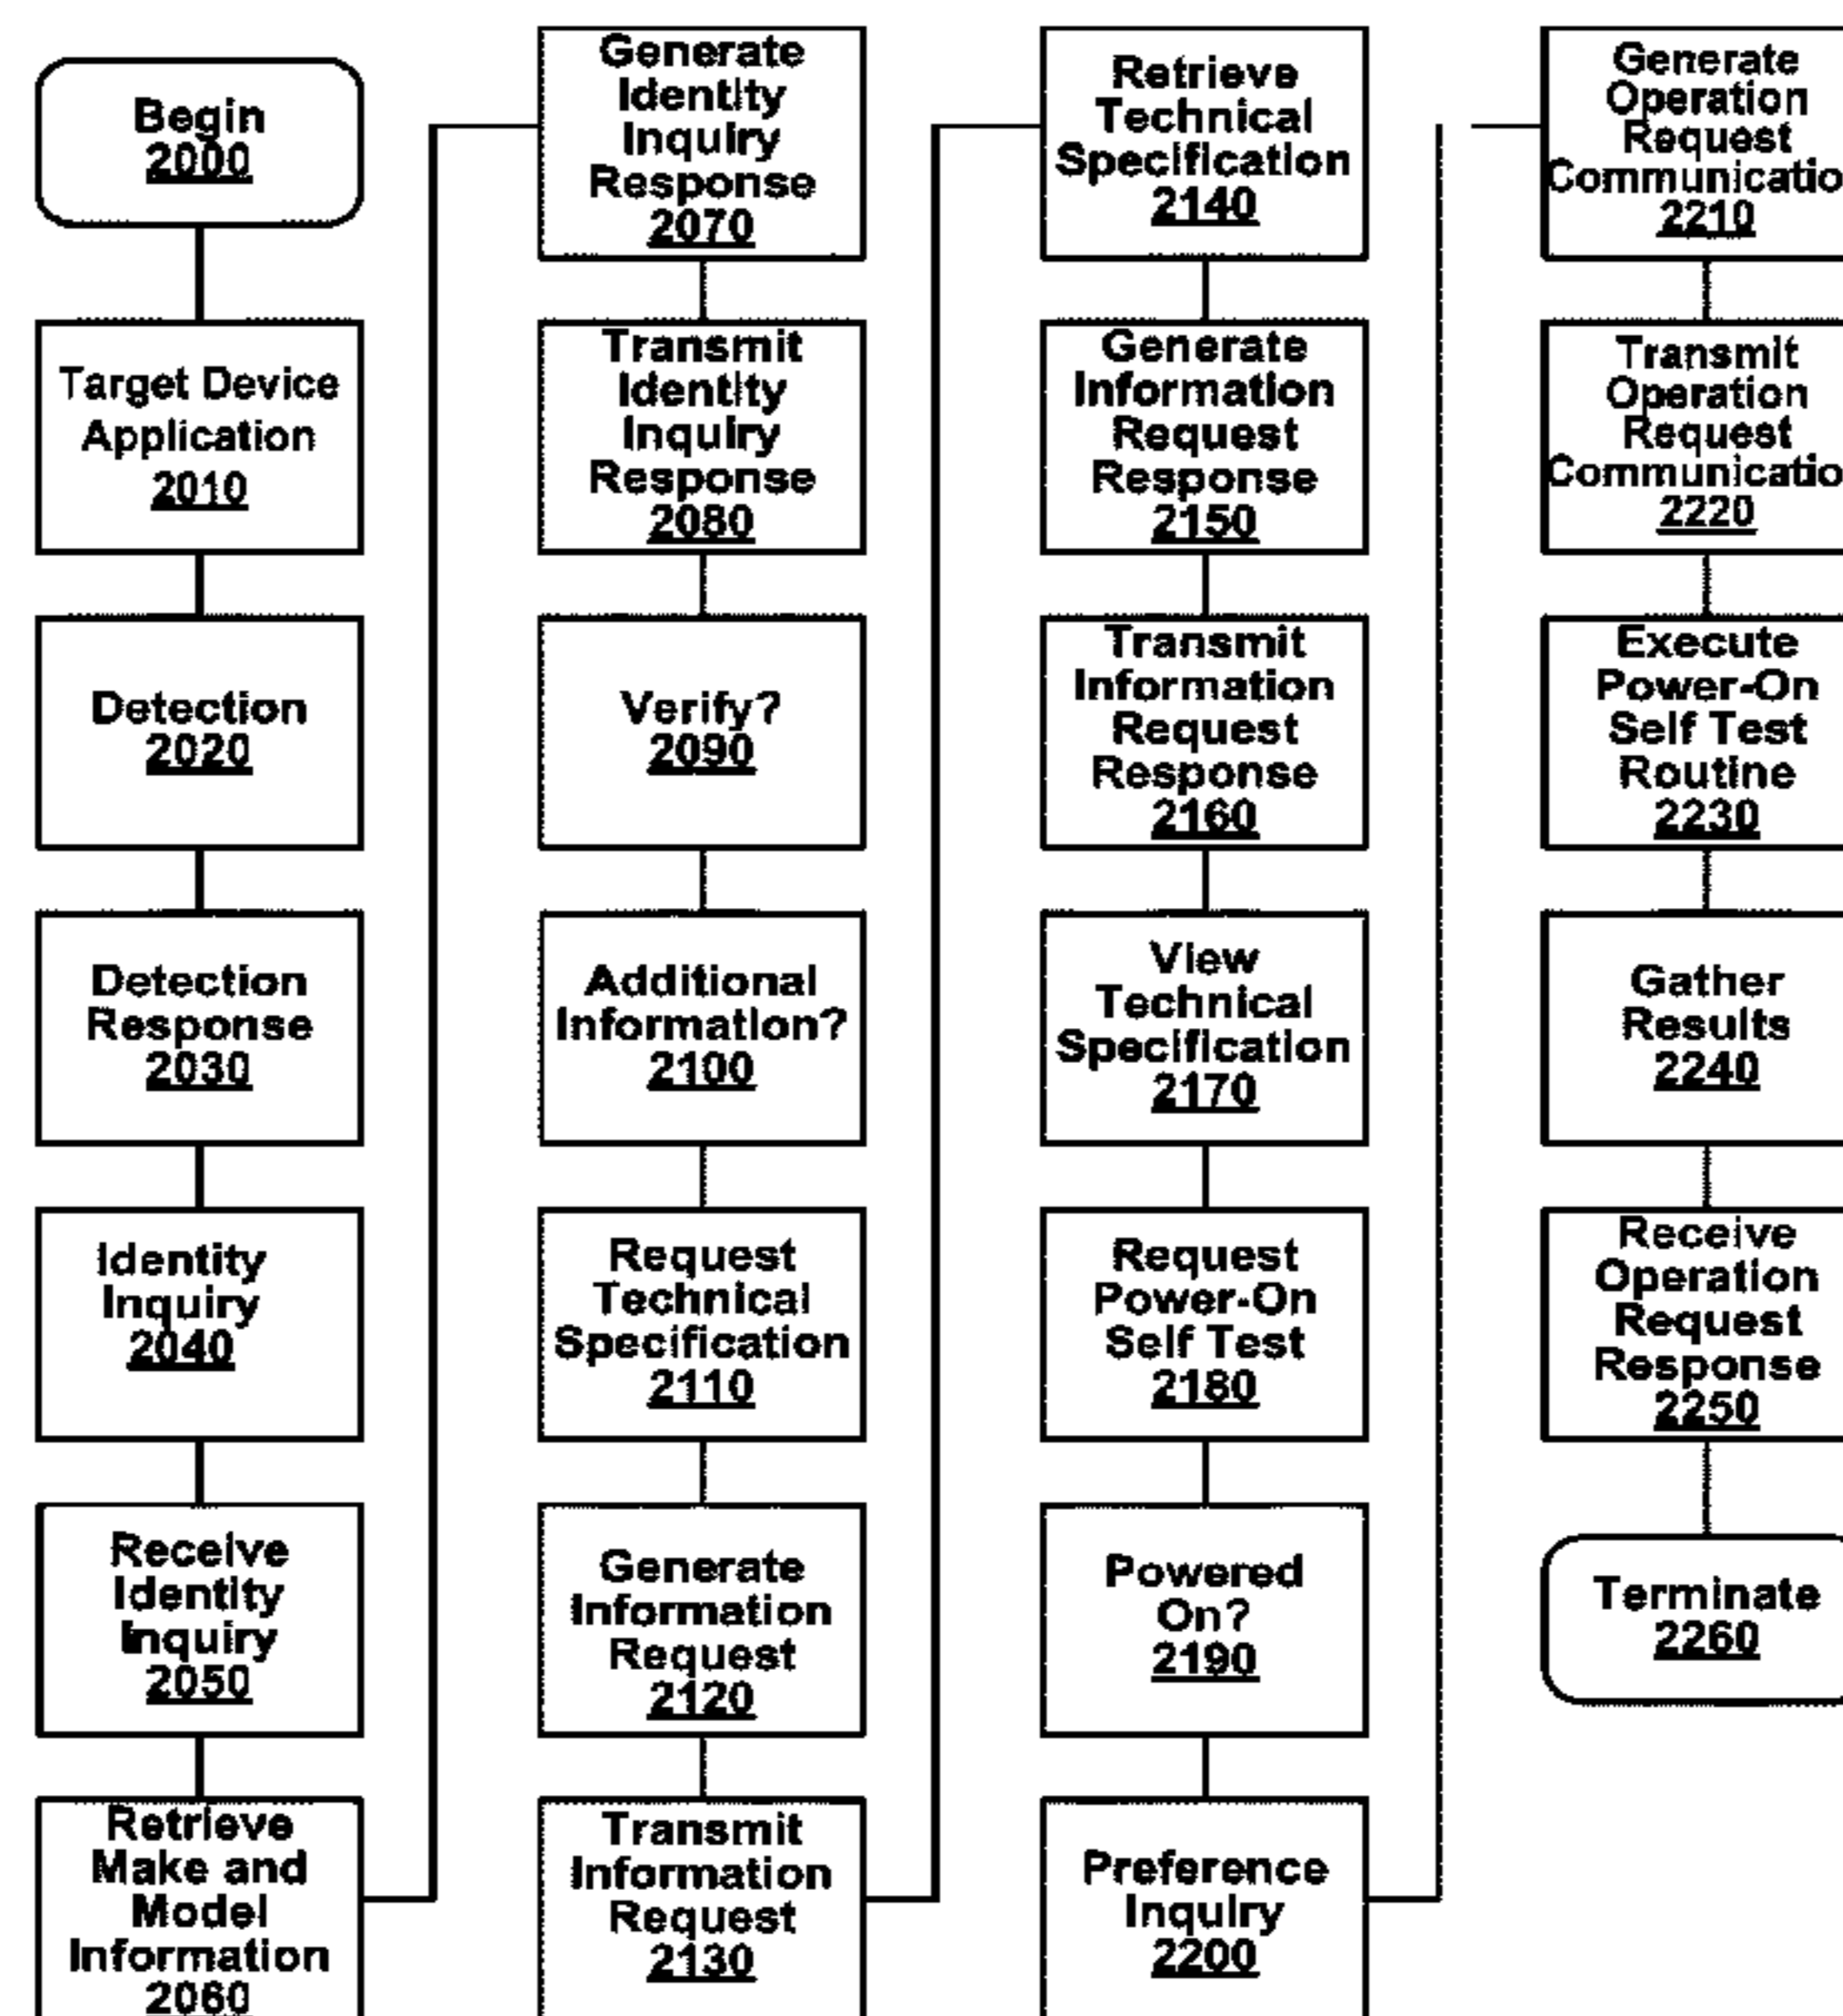 Begin
2000
Target Device
Application
2010
Detection
2020
Detection
Response
2030
Identity
Inquiry
2040
Receive
Identity
Inquiry
2050
Retrieve
Make and
Model
Information
2060
Generate
Identity
Inquiry
Response
2070
Transmit
Identity
Inquiry
Response
2080
Verify?
2090
Additional
Information?
2100
Request
Technical
Specification
2110
Generate
Information
Request
2120
Transmit
Information
Request
2130
Retrieve
Technical
Specification
2140
Generate
Information
Request
Response
2150
Transmit
Information
Request
Response
2160
View
Technical
Specification
2170
Request
Power-On
Self Test
2180
Powered
On?
2190
Preference
Inquiry
2200
Generate
Operation
Request
Communicatio
2210
Transmit
Operation
Request
Communicatio
2220
Execute
Power-On
Self Test
Routine
2230
Gather
Results
2240
Receive
Operation
Request
Response
2250
Terminate
2260